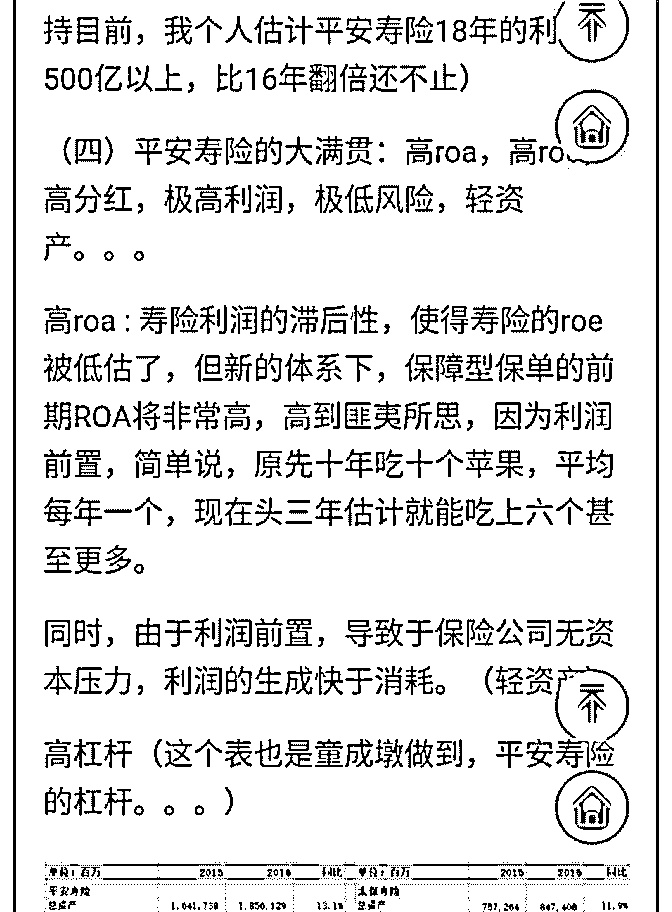 持目前，我个人估计平安寿险18年的利
500亿以上，比16年翻倍还不止）
（四）平安寿险的大满贯：高roa，高ro
高分红，极高利润，极低风险，轻资
产。。。
高roa：寿险利润的滞后性，使得寿险的roe
被低估了，但新的体系下，保障型保单的前
期ROA将非常高，高到匪夷所思，因为利润
前置，简单说，原先十年吃十个苹果，平均
每年一个，现在头三年估计就能吃上六个甚
至更多。
同时，由于利润前置，导致于保险公司无资
本压力，利润的生成快于消耗。（轻资产）
高杠杆（这个表也是童成墩做到，平安寿险
的杠杆。。。）
单位：百万 2015 2016 同比 单位：百万 2015 2016 同比
平安寿险 太保寿险
总资产 1,641,738 1,850,129 13.1% 总资产 757,264 847,408 11.9%